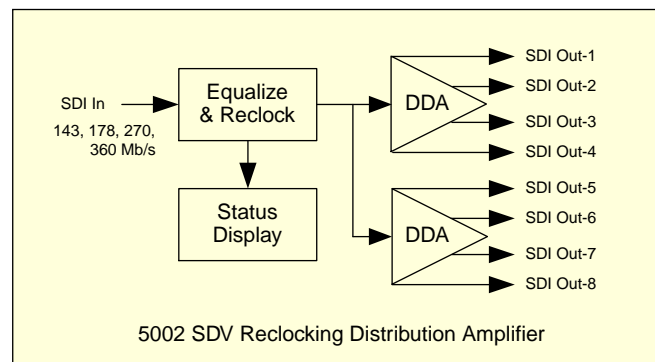 SDI In
143, 178, 270,
360 Mb/s
Equalize
& Reclock
Status
Display
DDA
SDI Out-1
SDI Out-2
SDI Out-3
SDI Out-4
DDA
SDI Out-5
SDI Out-6
SDI Out-7
SDI Out-8
5002 SDV Reclocking Distribution Amplifier